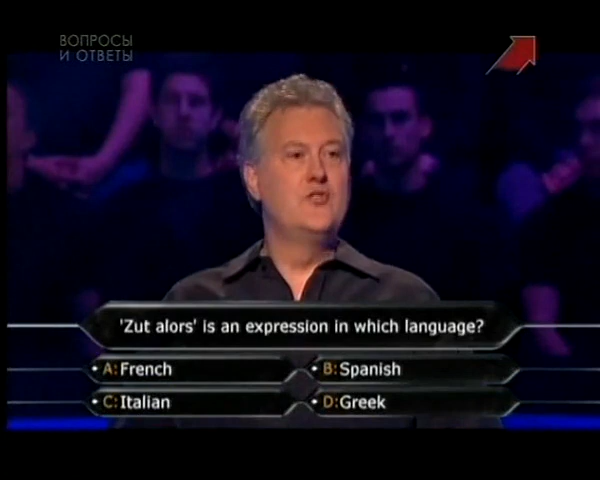 ВОПРОСЫ
И ОТВЕТЫ
'Zut alors' is an expression in which language?
A: French
B: Spanish
C: Italian
D: Greek